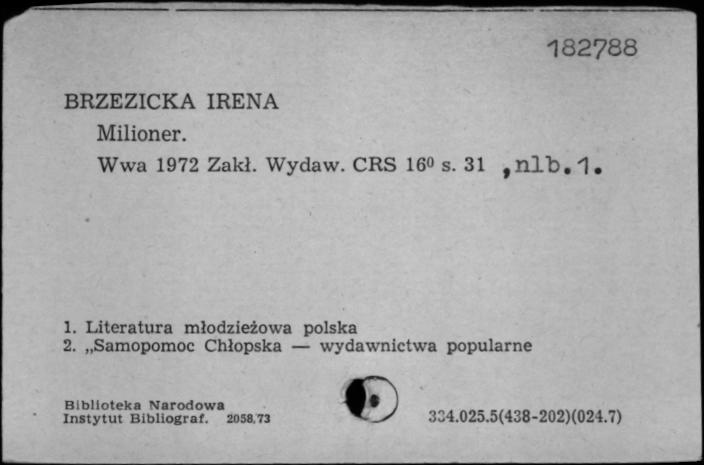 182788
BRZEZICKA IRENA
Milioner.
Wwa 1972 Zakł. Wydaw. CRS 16⁰ s. 31 , nlb. 1.
1. Literatura młodzieżowa polska
2. „Samopomoc Chłopska — wydawnictwa popularne
Biblioteka Narodowa
Instytut Bibliograf. 2058,73
334.025.5(438-202)(024.7)